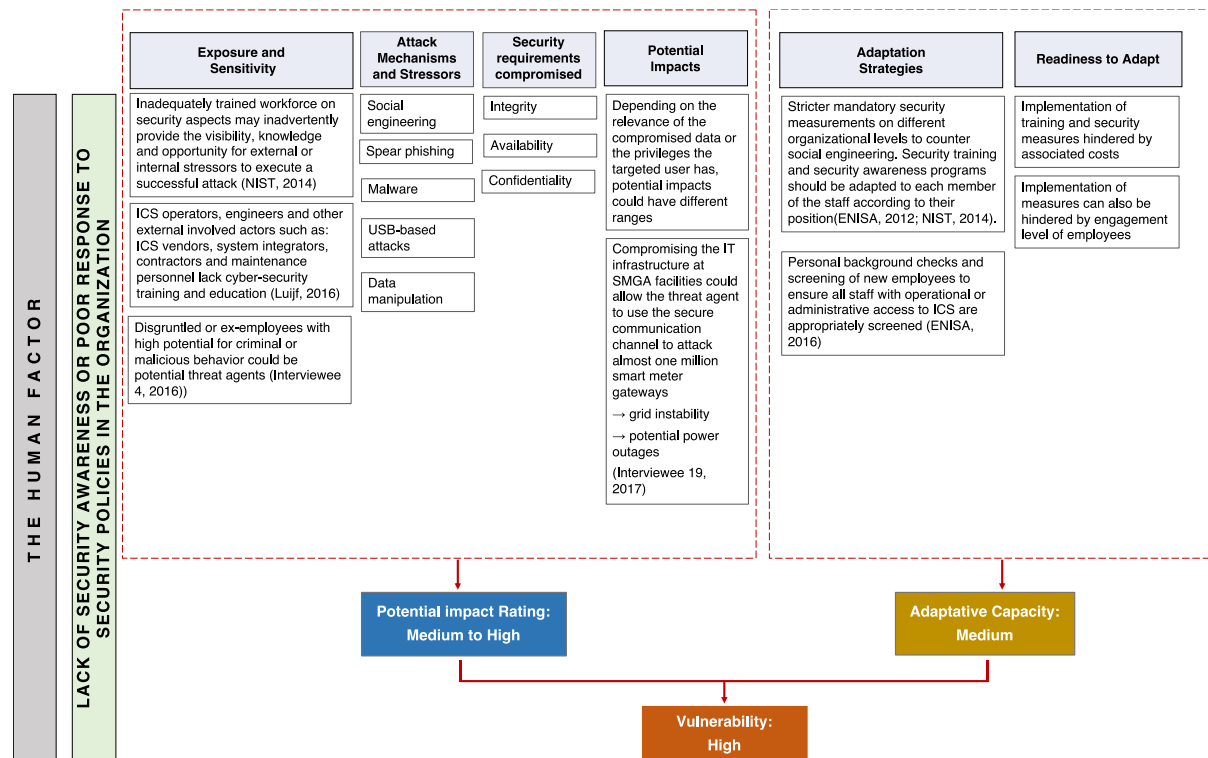 THE HUMAN FACTOR
LACK OF SECURITY AWARENESS OR POOR RESPONSE TO
SECURITY POLICIES IN THE ORGANIZATION
Exposure and
Sensitivity
Inadequately trained workforce on
security aspects may inadvertently
provide the visibility, knowledge
and opportunity for external or
internal stressors to execute a
successful attack (NIST, 2014)
ICS operators, engineers and other
external involved actors such as:
ICS vendors, system integrators,
contractors and maintenance
personnel lack cyber-security
training and education (Luijf, 2016)
Disgruntled or ex-employees with
high potential for criminal or
malicious behavior could be
potential threat agents (Interviewee
4, 2016))
Attack
Mechanisms
and Stressors
Social
engineering
Spear phishing
Malware
USB-based
attacks
Data
manipulation
Security
requirements
compromised
Integrity
Availability
Confidentiality
Potential
Impacts
Depending on the
relevance of the
compromised data or
the privileges the
targeted user has,
potential impacts
could have different
ranges
Compromising the IT
infrastructure at
SMGA facilities could
allow the threat agent
to use the secure
communication
channel to attack
almost one million
smart meter
gateways
→ grid instability
→ potential power
outages
(Interviewee 19,
2017)
Adaptation
Strategies
Stricter mandatory security
measurements on different
organizational levels to counter
social engineering. Security training
and security awareness programs
should be adapted to each member
of the staff according to their
position(ENISA, 2012; NIST, 2014).
Personal background checks and
screening of new employees to
ensure all staff with operational or
administrative access to ICS are
appropriately screened (ENISA,
2016)
Readiness to Adapt
Implementation of
training and security
measures hindered by
associated costs
Implementation of
measures can also be
hindered by engagement
level of employees
Potential impact Rating:
Medium to High
Adaptative Capacity:
Medium
Vulnerability:
High